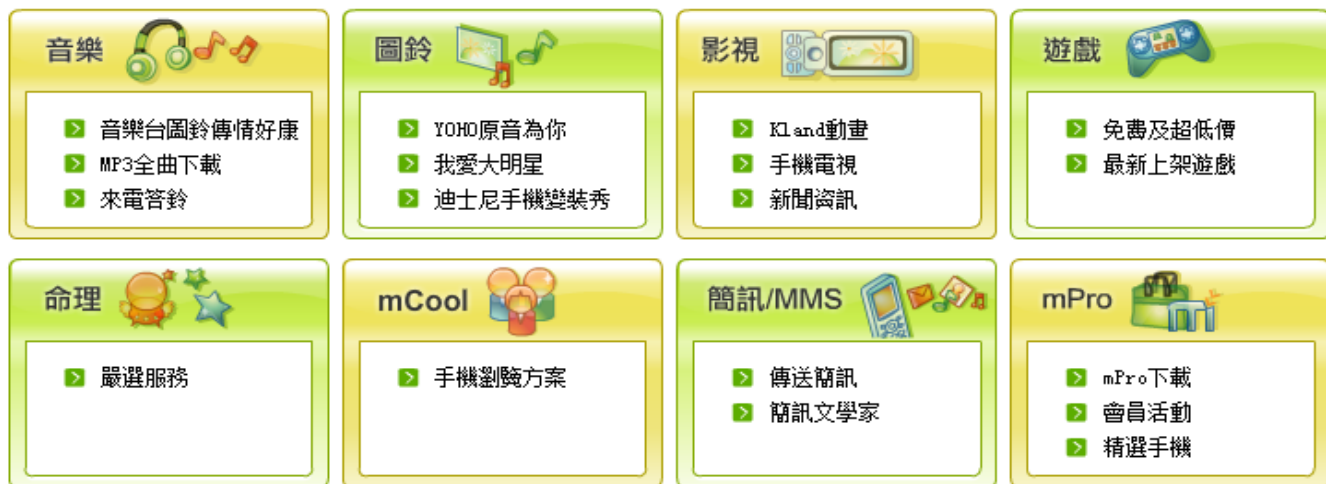 音樂
音樂台圖鈴傳情好康
MP3全曲下載
來電答鈴
圖鈴
YOHO原音為你
我愛大明星
迪士尼手機變裝秀
影視
Kland動畫
手機電視
新聞資訊
遊戲
免費及超低價
最新上架遊戲
命理
嚴選服務
mCool
手機瀏覽方案
簡訊/MMS
傳送簡訊
簡訊文學家
mPro
mPro下載
會員活動
精選手機